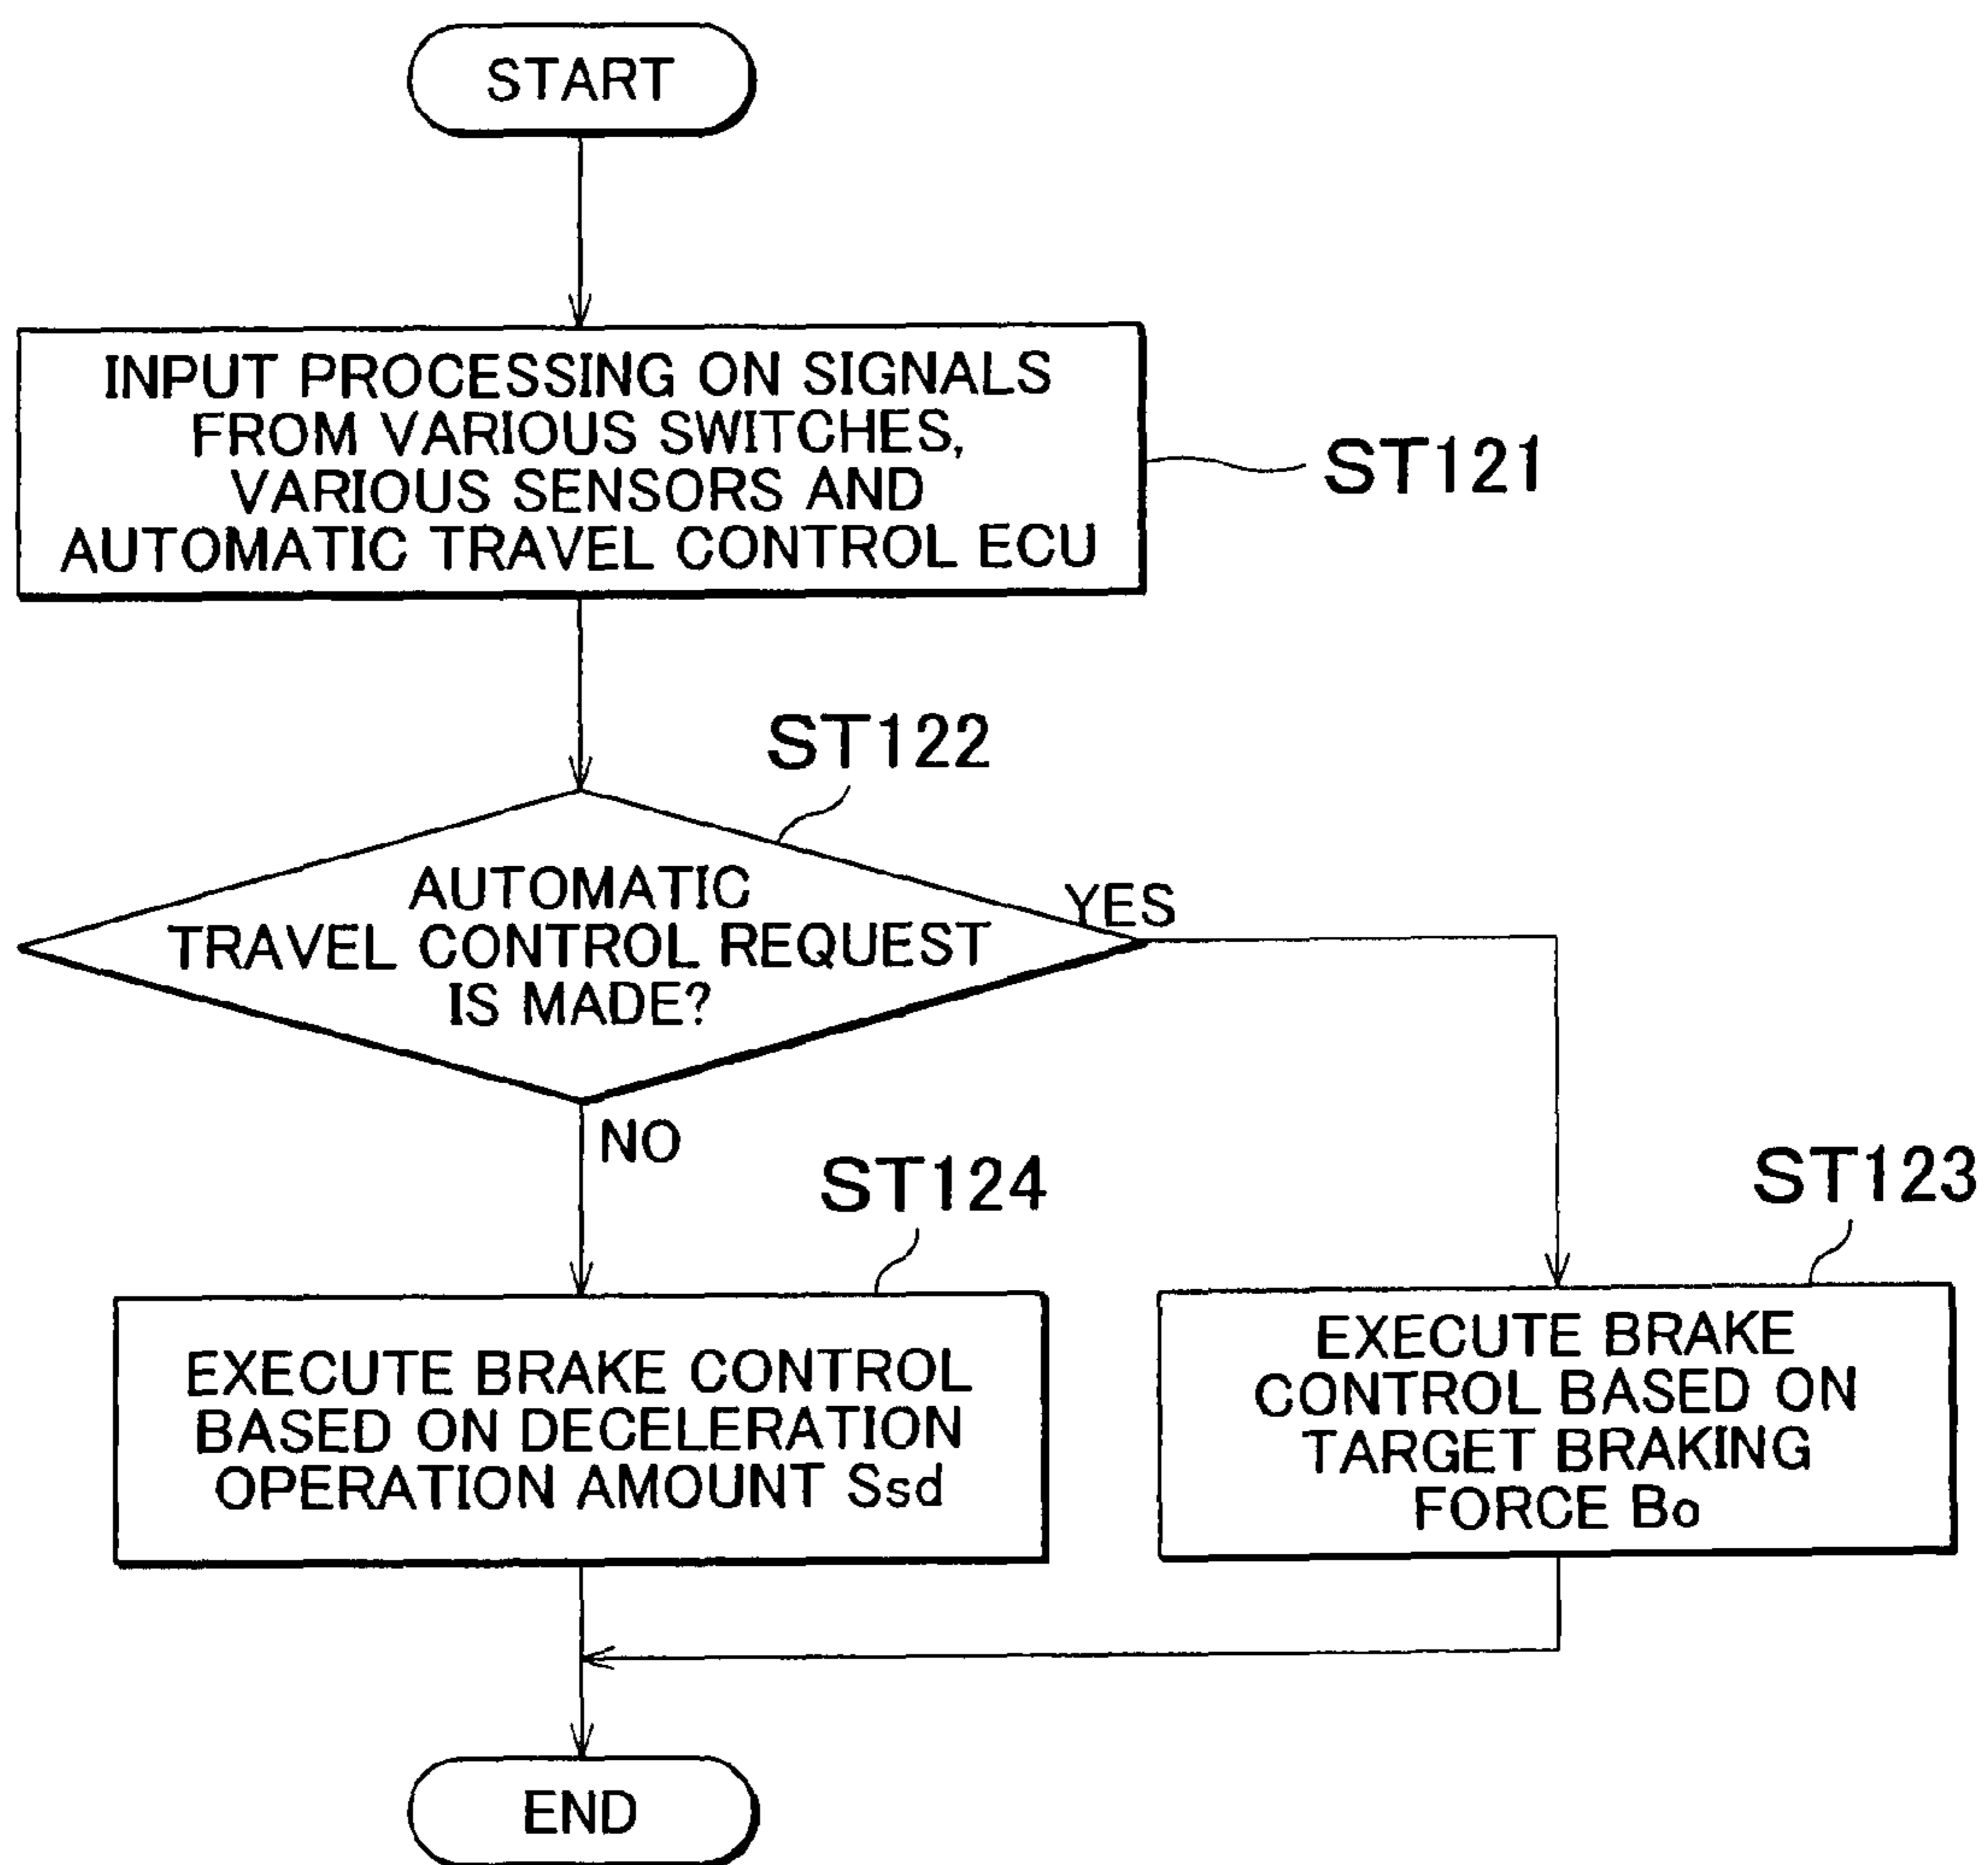 START
INPUT PROCESSING ON SIGNALS
FROM VARIOUS SWITCHES,
VARIOUS SENSORS AND
AUTOMATIC TRAVEL CONTROL ECU
ST121
ST122
AUTOMATIC
TRAVEL CONTROL REQUEST
IS MADE?
YES
NO
ST124
EXECUTE BRAKE CONTROL
BASED ON DECELERATION
OPERATION AMOUNT Ssd
ST123
EXECUTE BRAKE
CONTROL BASED ON
TARGET BRAKING
FORCE Bo
END